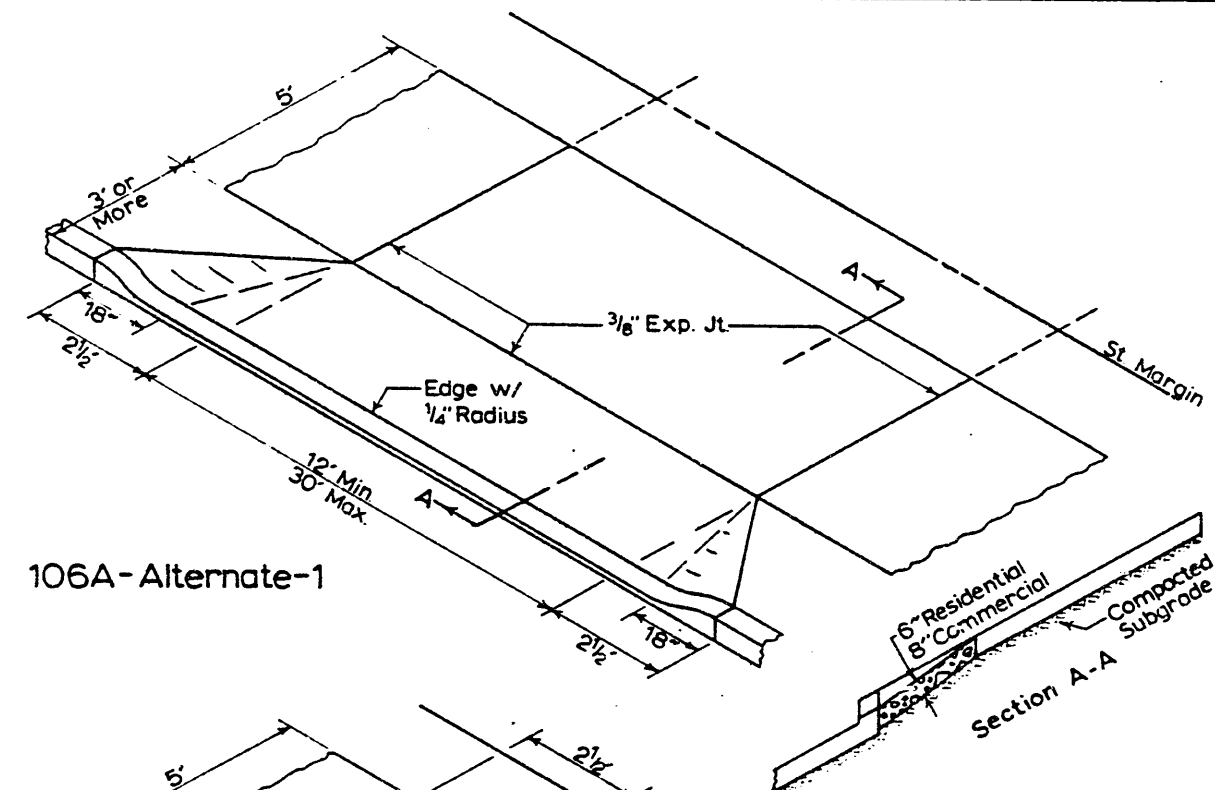 5'
3' or
More
18"
2½'
A
3/8" Exp. Jt.
St. Margin
Edge w/
1/4" Radius
12' Min.
30' Max.
A
106A-Alternate-1
18"
2½'
6" Residential
8" Commercial
Compacted
Subgrade
Section A-A
5'
2½'